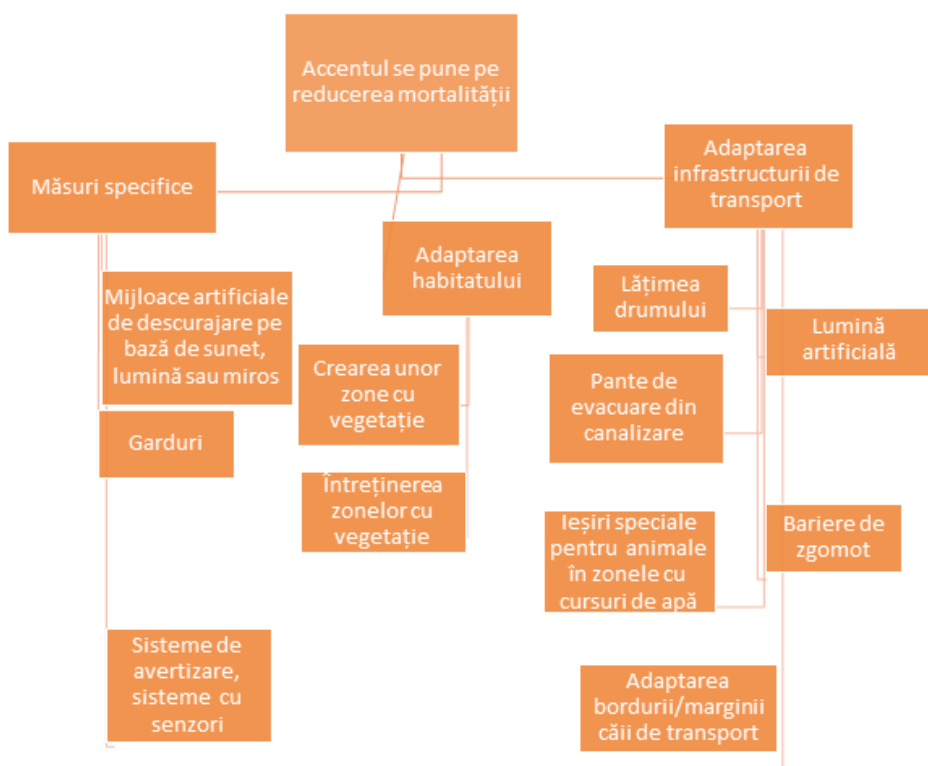 Accentul se pune pe
reducerea mortalității
Măsuri specifice
Mijloace artificiale
de descurajare pe
bază de sunet,
lumină sau miros
Garduri
Sisteme de
avertizare,
sisteme cu
senzori
Adaptarea
habitatului
Crearea unor
zone cu
vegetație
Întreținerea
zonelor cu
vegetație
Adaptarea
infrastructurii de
transport
Lățimea
drumului
Lumină
artificială
Pante de
evacuare din
canalizare
Ieșiri speciale
pentru animale
în zonele cu
cursuri de apă
Bariere de
zgomot
Adaptarea
bordurii/marginii
căii de transport